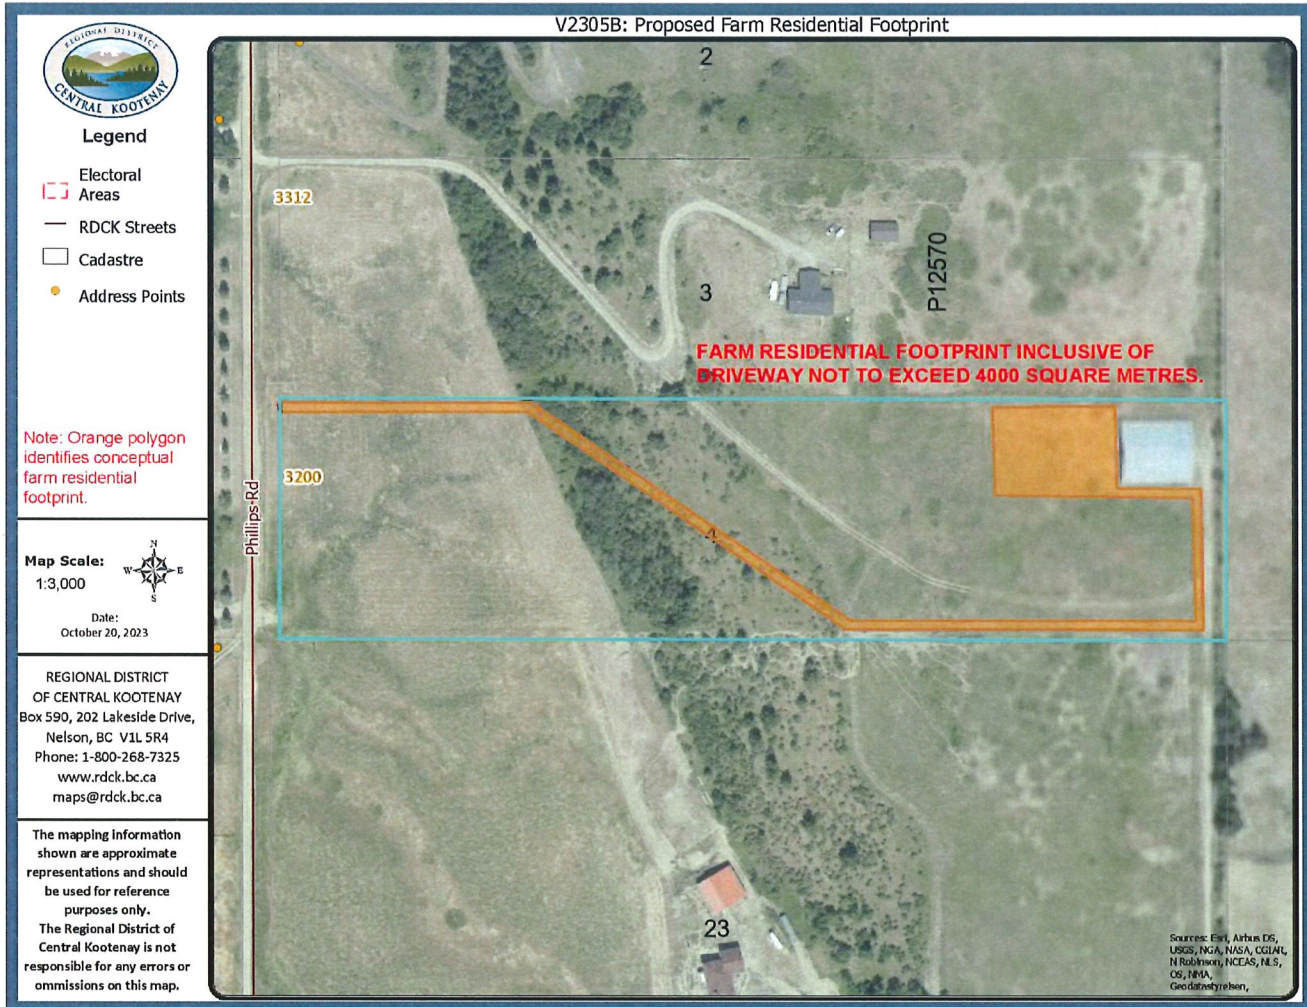 V2305B: Proposed Farm Residential Footprint
REGIONAL DISTRICT
CENTRAL KOOTENAY
Legend
Electoral
Areas
RDCK Streets
Cadastre
Address Points
Note: Orange polygon
identifies conceptual
farm residential
footprint.
Map Scale:
1:3,000
N
W E
S
Date:
October 20, 2023
REGIONAL DISTRICT
OF CENTRAL KOOTENAY
Box 590, 202 Lakeside Drive,
Nelson, BC V1L 5R4
Phone: 1-800-268-7325
www.rdck.bc.ca
maps@rdck.bc.ca
The mapping information
shown are approximate
representations and should
be used for reference
purposes only.
The Regional District of
Central Kootenay is not
responsible for any errors or
ommissions on this map.
2
3312
3
P12570
FARM RESIDENTIAL FOOTPRINT INCLUSIVE OF
DRIVEWAY NOT TO EXCEED 4000 SQUARE METRES.
3200
Phillips Rd
4
23
Sources: Esri, Airbus DS,
USGS, NGA, NASA, CGIAR,
N Robinson, NCEAS, NLS,
OS, NMA,
Geodatastyrelsen,